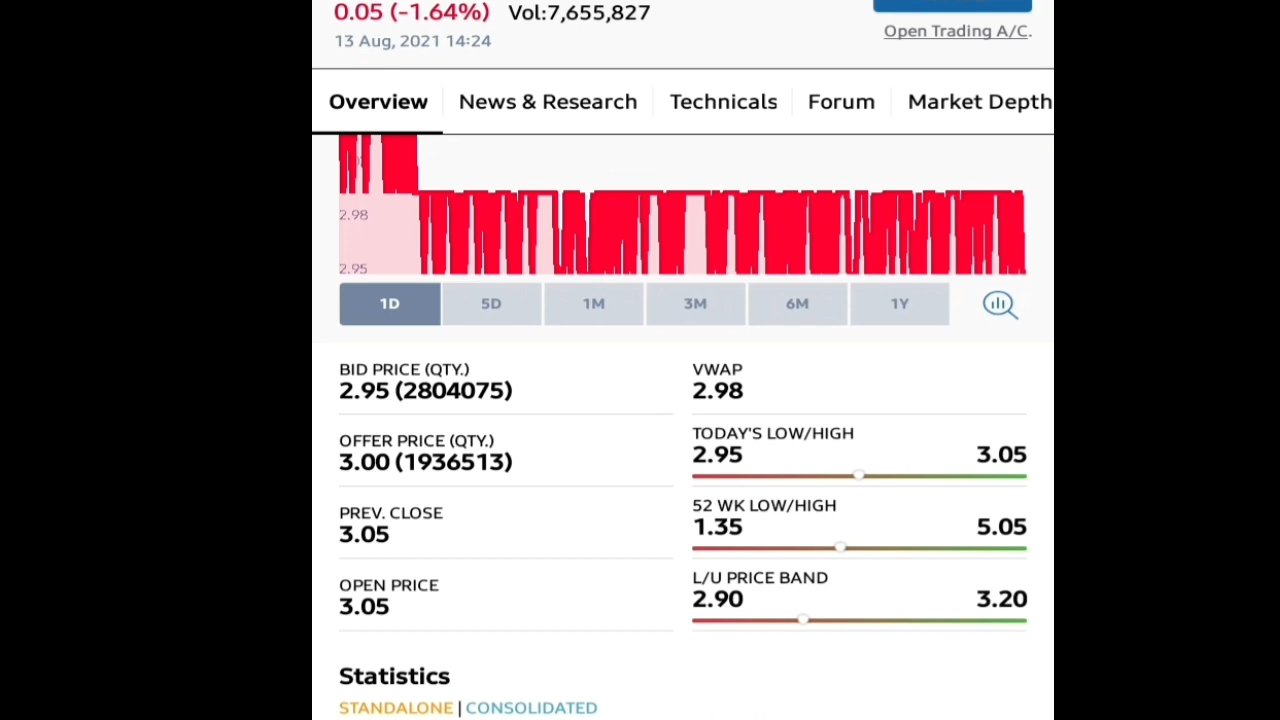 0.05 (-1.64%) Vol:7,655,827
13 Aug, 2021 14:24
Open Trading A/C.
Overview News & Research Technicals Forum Market Depth
2.98
2.95
1D 5D 1M 3M 6M 1Y
BID PRICE (QTY.)
2.95 (2804075)
VWAP
2.98
OFFER PRICE (QTY.)
3.00 (1936513)
TODAY'S LOW/HIGH
2.95 3.05
PREV. CLOSE
3.05
52 WK LOW/HIGH
1.35 5.05
OPEN PRICE
3.05
L/U PRICE BAND
2.90 3.20
Statistics
STANDALONE | CONSOLIDATED